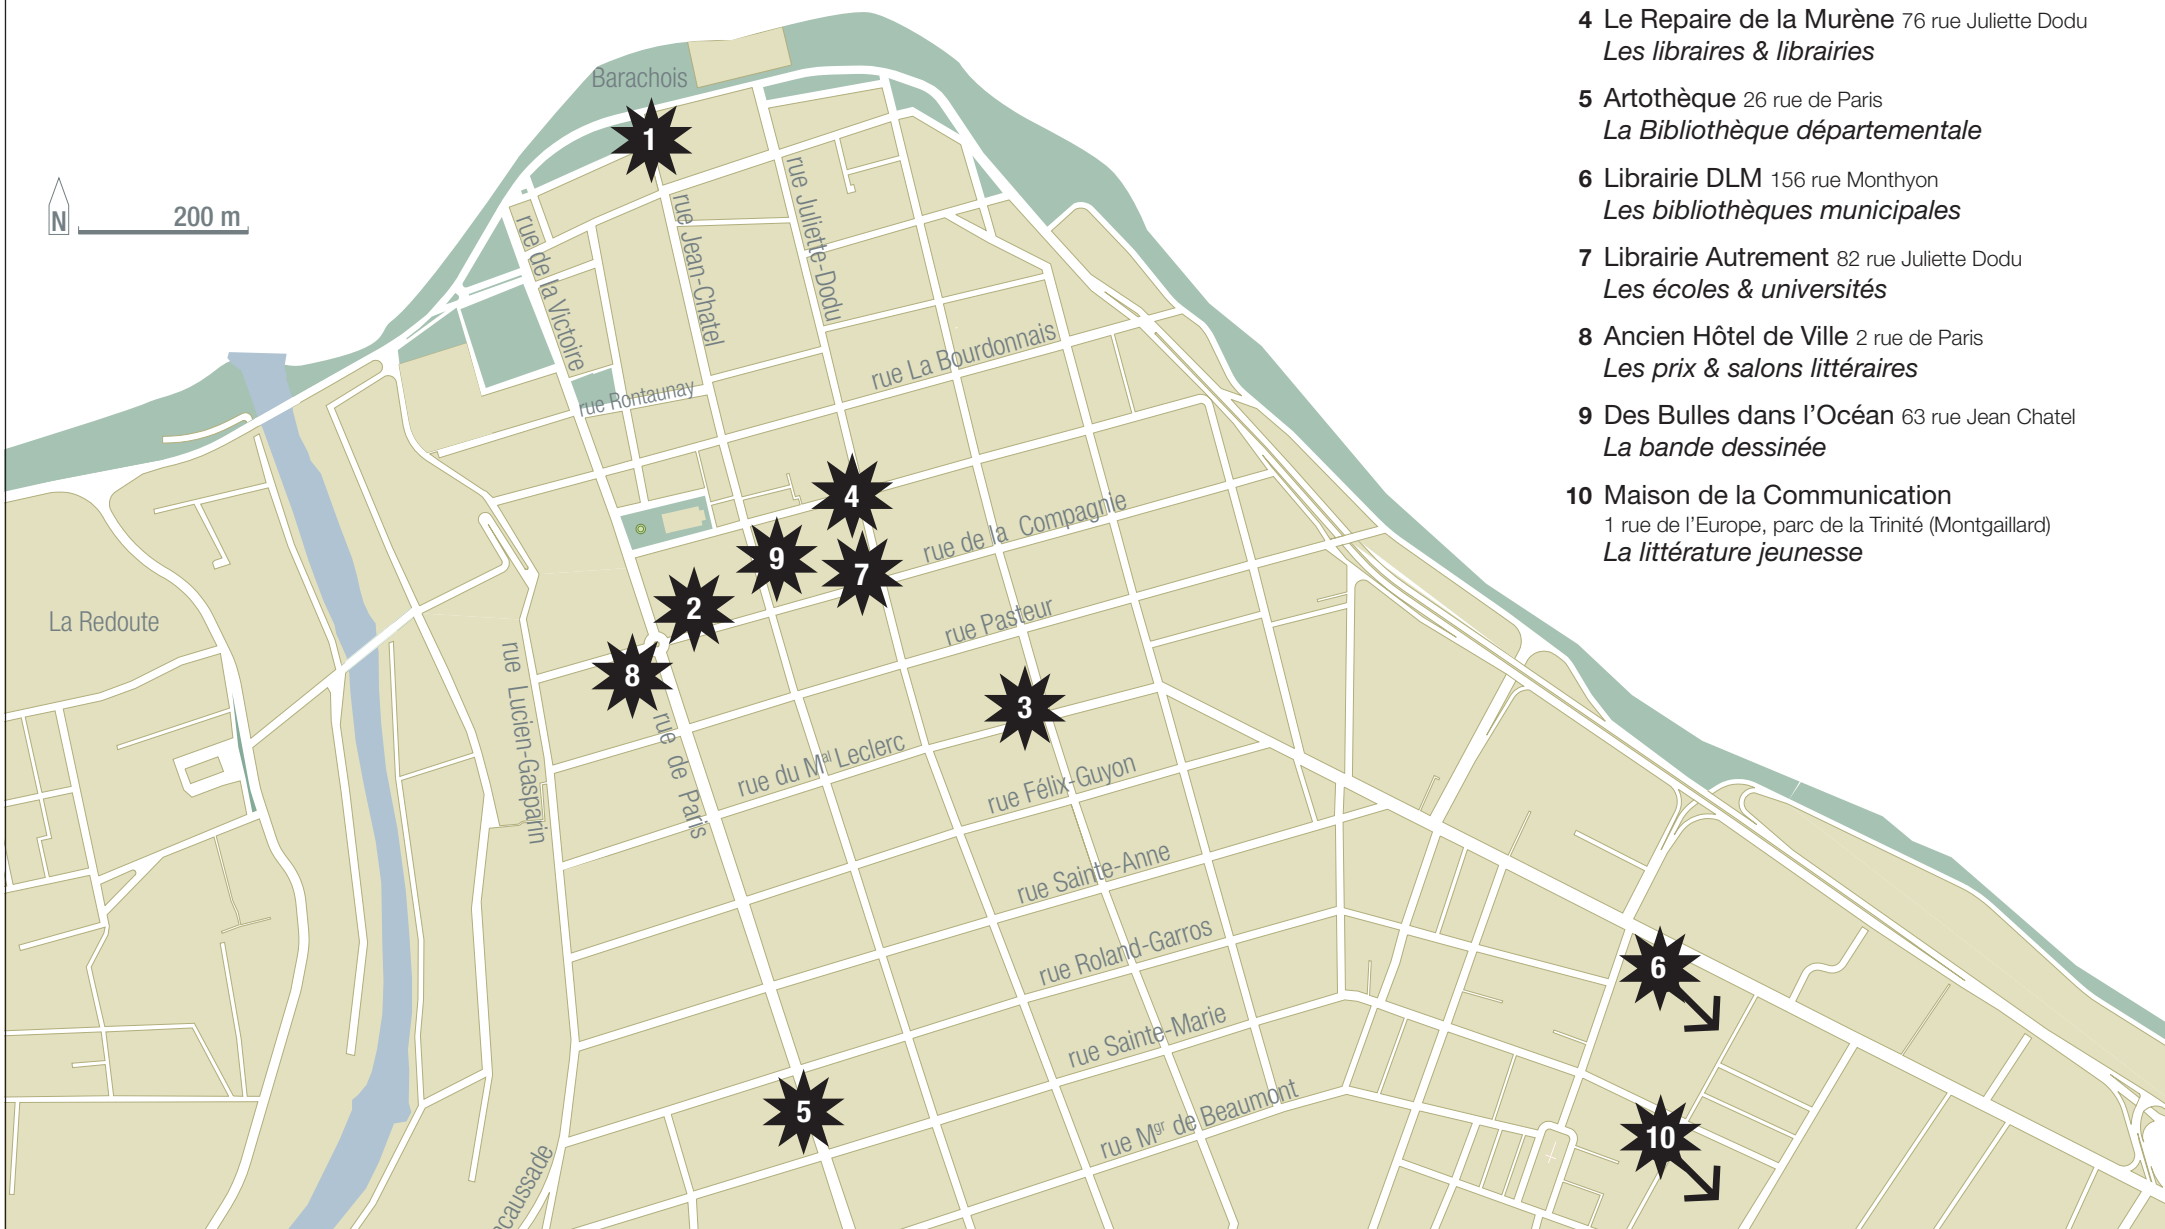 4 Le Repaire de la Murène 76 rue Juliette Dodu
Les libraires & librairies
5 Artothèque 26 rue de Paris
La Bibliothèque départementale
6 Librairie DLM 156 rue Monthyon
Les bibliothèques municipales
7 Librairie Autrement 82 rue Juliette Dodu
Les écoles & universités
8 Ancien Hôtel de Ville 2 rue de Paris
Les prix & salons littéraires
9 Des Bulles dans l’Océan 63 rue Jean Chatel
La bande dessinée
10 Maison de la Communication
1 rue de l’Europe, parc de la Trinité (Montgaillard)
La littérature jeunesse
Barachois
1
N
200 m
rue de la Victoire
rue Jean-Chatel
rue Juliette-Dodu
rue La Bourdonnais
rue Rontaunay
4
rue de la Compagnie
9
7
2
La Redoute
rue Pasteur
8
3
rue Lucien-Gasparin
rue de Paris
rue du Mal Leclerc
rue Félix-Guyon
rue Sainte-Anne
rue Roland-Garros
6
rue Sainte-Marie
5
rue Mgr de Beaumont
10